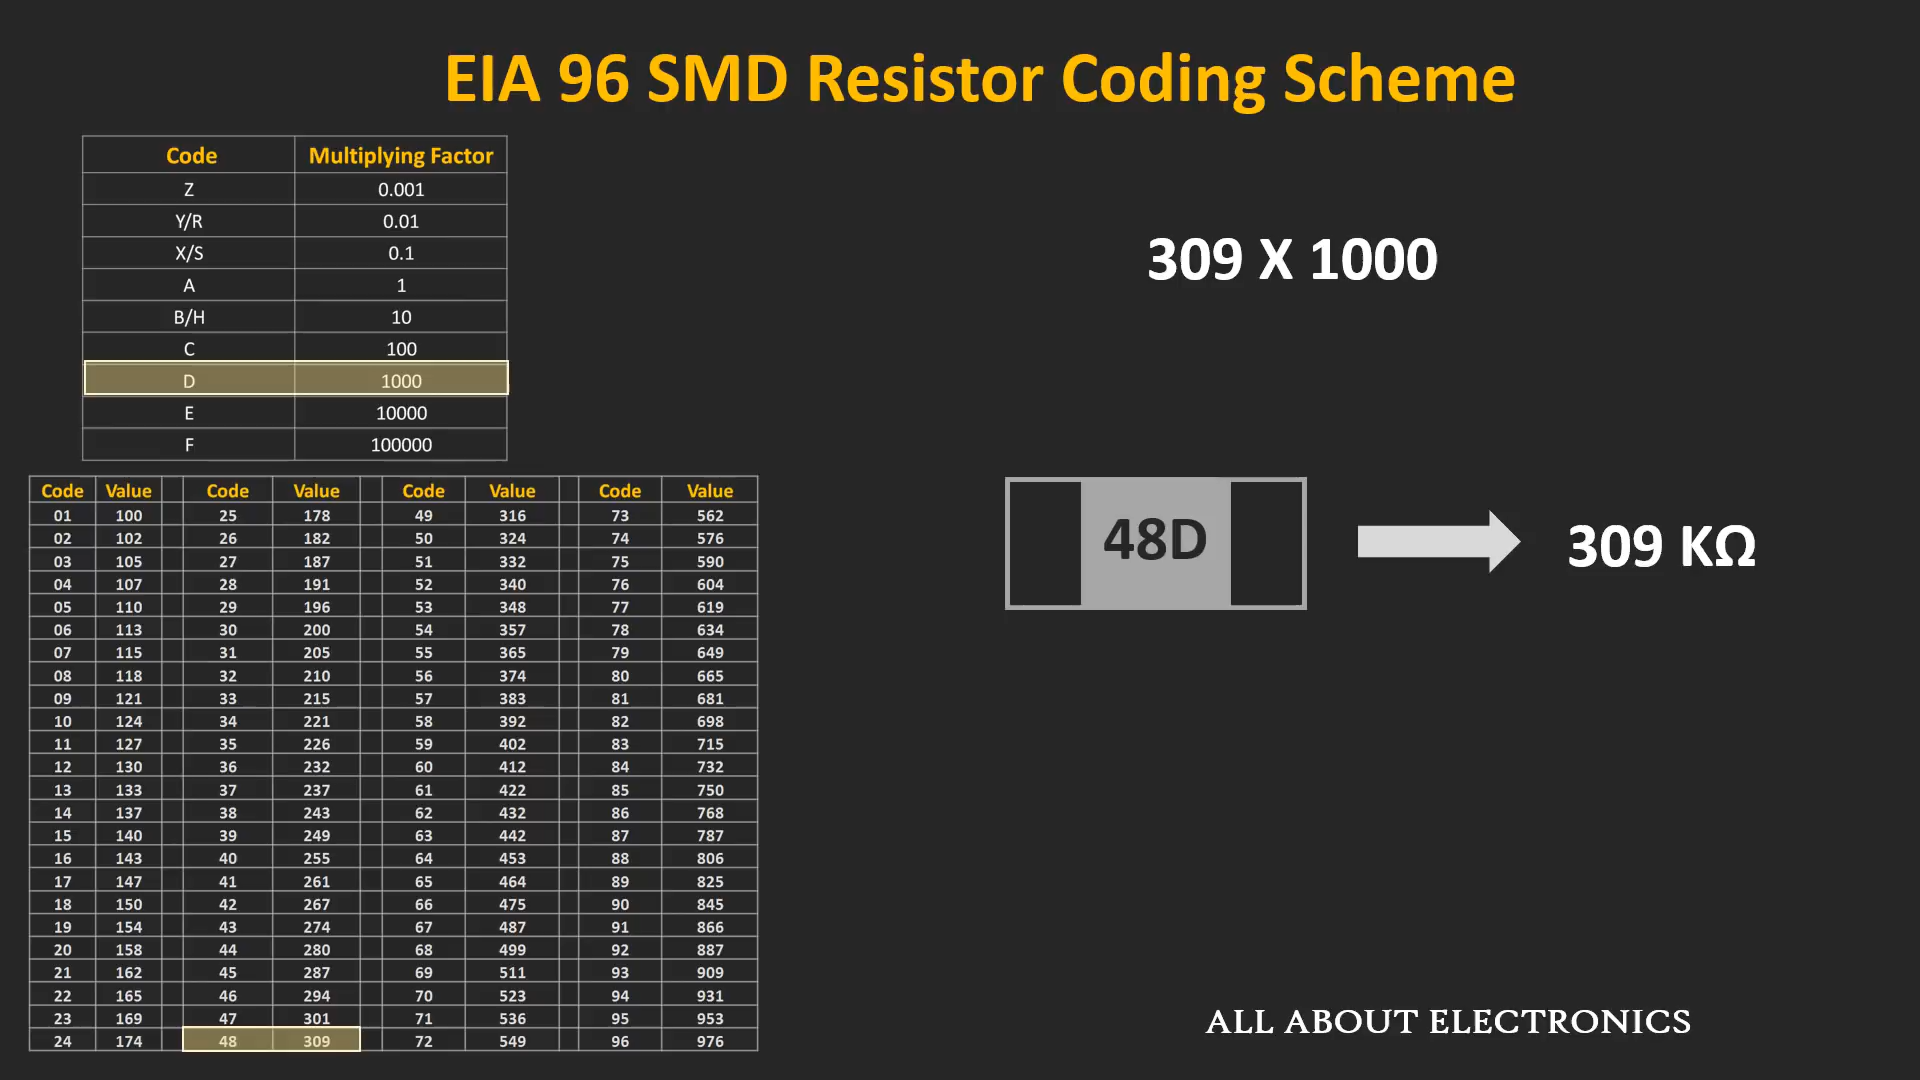 EIA 96 SMD Resistor Coding Scheme
Code Multiplying Factor
Z 0.001
Y/R 0.01
X/S 0.1
A 1
B/H 10
C 100
D 1000
E 10000
F 100000
309 X 1000
48D
309 KΩ
Code Value Code Value Code Value Code Value
01 100 25 178 49 316 73 562
02 102 26 182 50 324 74 576
03 105 27 187 51 332 75 590
04 107 28 191 52 340 76 604
05 110 29 196 53 348 77 619
06 113 30 200 54 357 78 634
07 115 31 205 55 365 79 649
08 118 32 210 56 374 80 665
09 121 33 215 57 383 81 681
10 124 34 221 58 392 82 698
11 127 35 226 59 402 83 715
12 130 36 232 60 412 84 732
13 133 37 237 61 422 85 750
14 137 38 243 62 432 86 768
15 140 39 249 63 442 87 787
16 143 40 255 64 453 88 806
17 147 41 261 65 464 89 825
18 150 42 267 66 475 90 845
19 154 43 274 67 487 91 866
20 158 44 280 68 499 92 887
21 162 45 287 69 511 93 909
22 165 46 294 70 523 94 931
23 169 47 301 71 536 95 953
24 174 48 309 72 549 96 976
ALL ABOUT ELECTRONICS